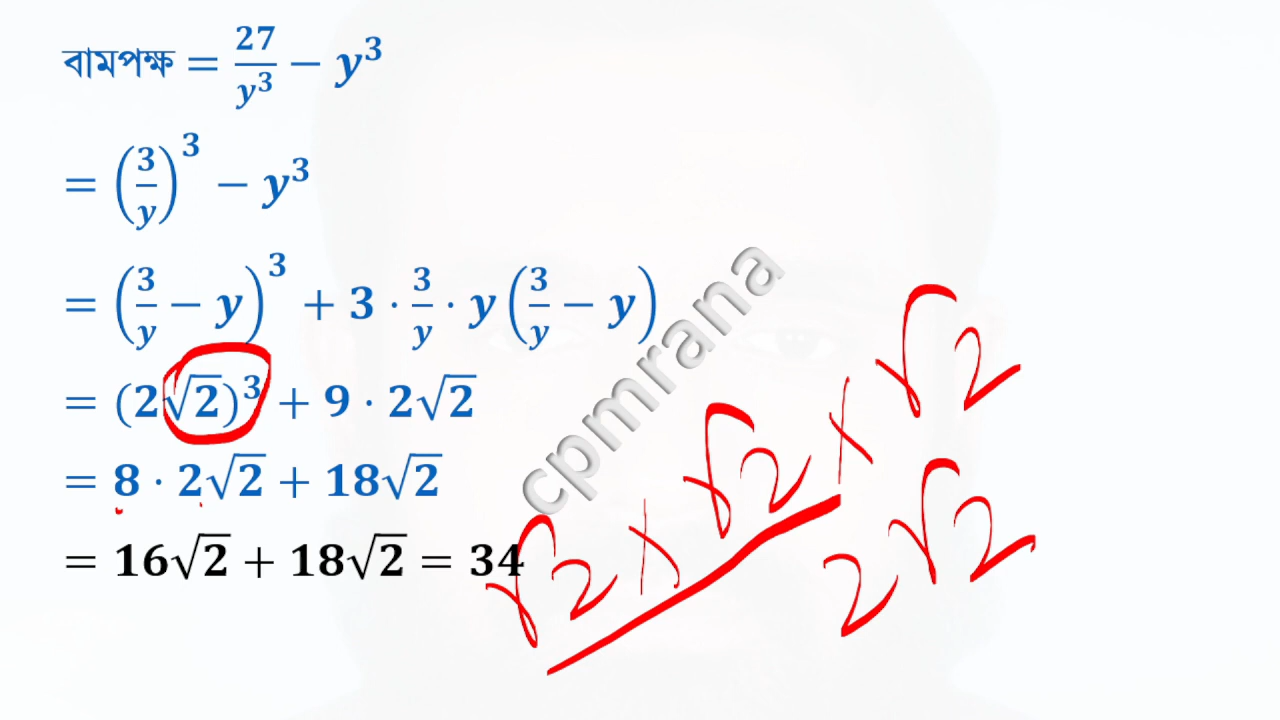 বামপক্ষ = 27/y³ − y³
= (3/y)³ − y³
= (3/y − y)³ + 3 · 3/y · y (3/y − y)
= (2√2)³ + 9 · 2√2
= 8 · 2√2 + 18√2
= 16√2 + 18√2 = 34
√2 × √2 × √2
2√2
cpmrana